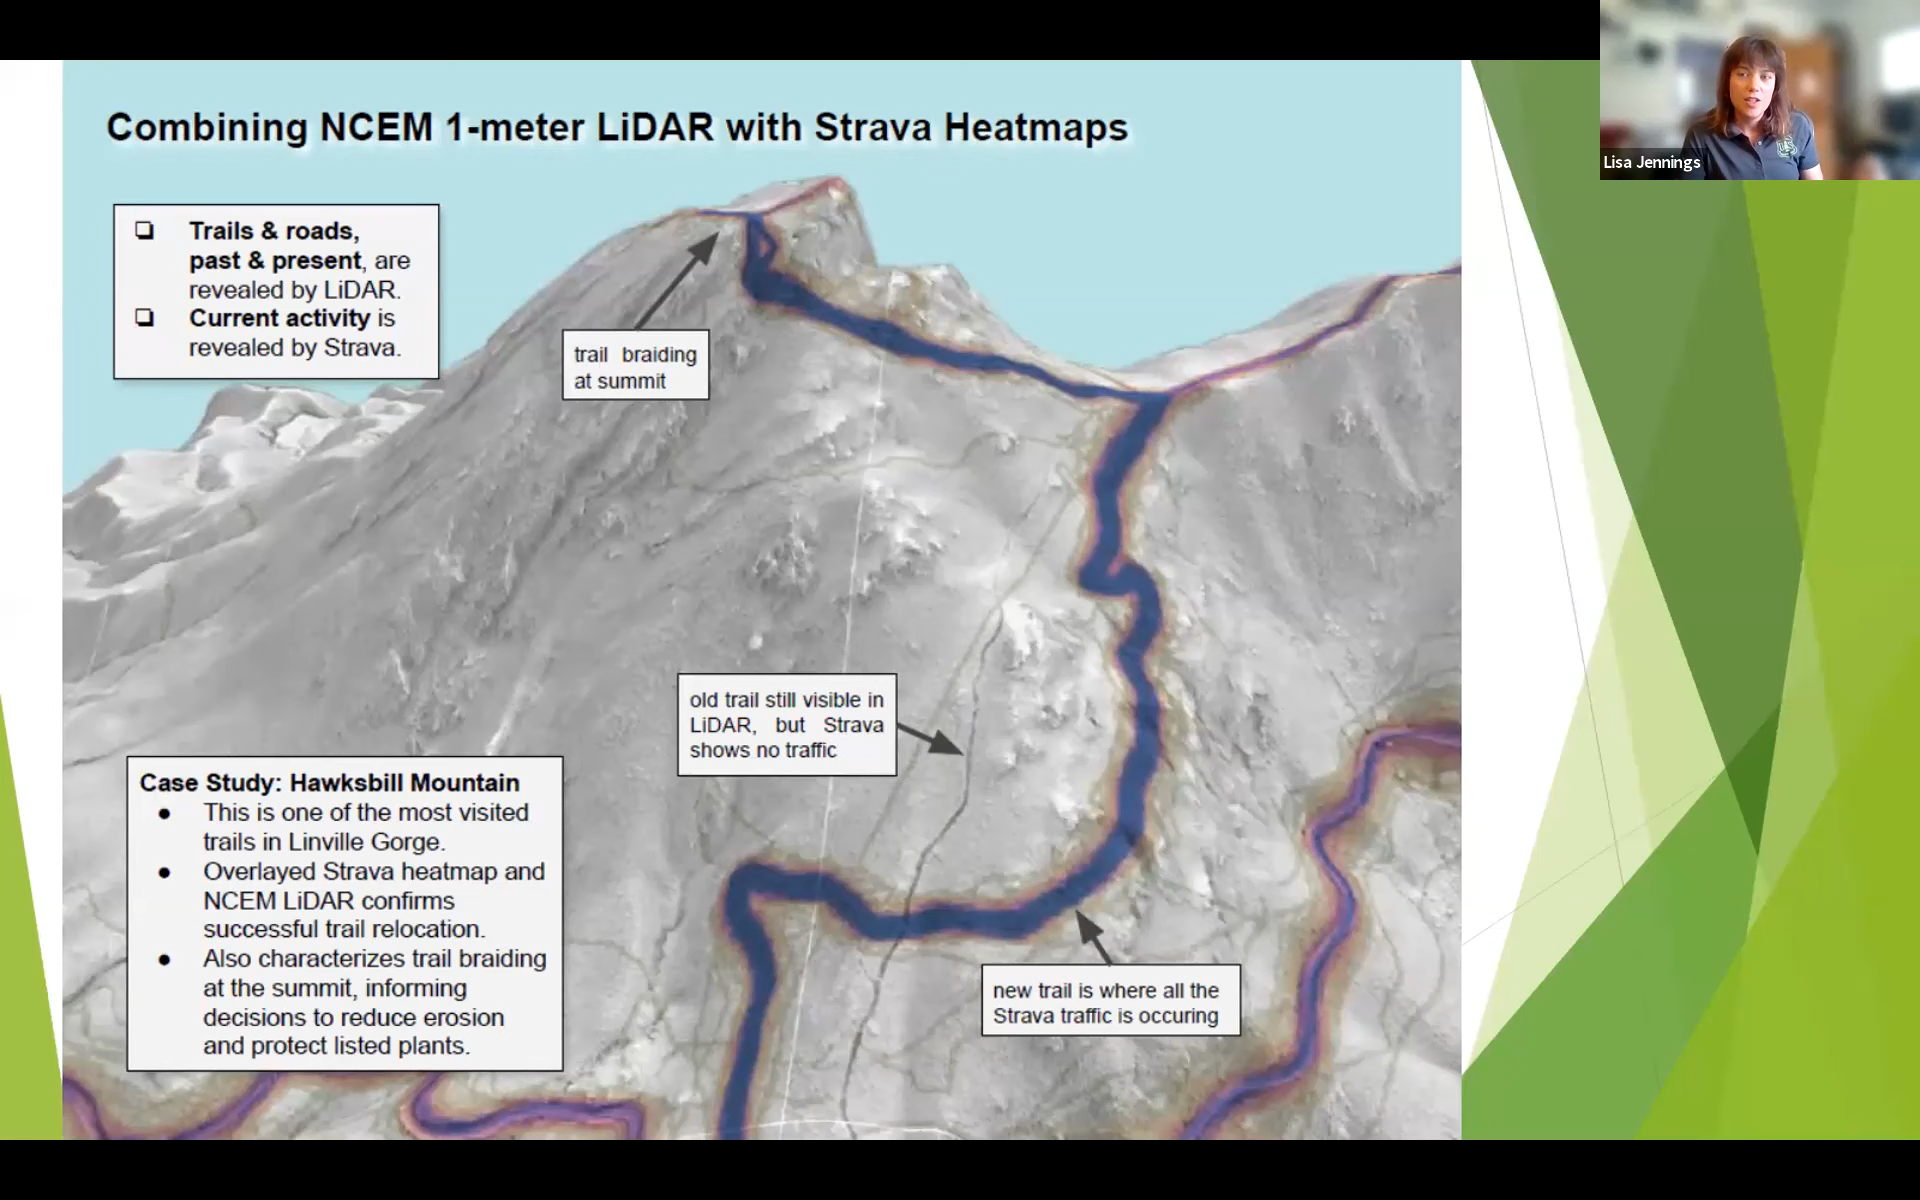 Combining NCEM 1-meter LiDAR with Strava Heatmaps
Lisa Jennings
Trails & roads,
past & present, are
revealed by LiDAR.
Current activity is
revealed by Strava.
trail braiding
at summit
old trail still visible in
LiDAR, but Strava
shows no traffic
Case Study: Hawksbill Mountain
This is one of the most visited
trails in Linville Gorge.
Overlayed Strava heatmap and
NCEM LiDAR confirms
successful trail relocation.
Also characterizes trail braiding
at the summit, informing
decisions to reduce erosion
and protect listed plants.
new trail is where all the
Strava traffic is occuring